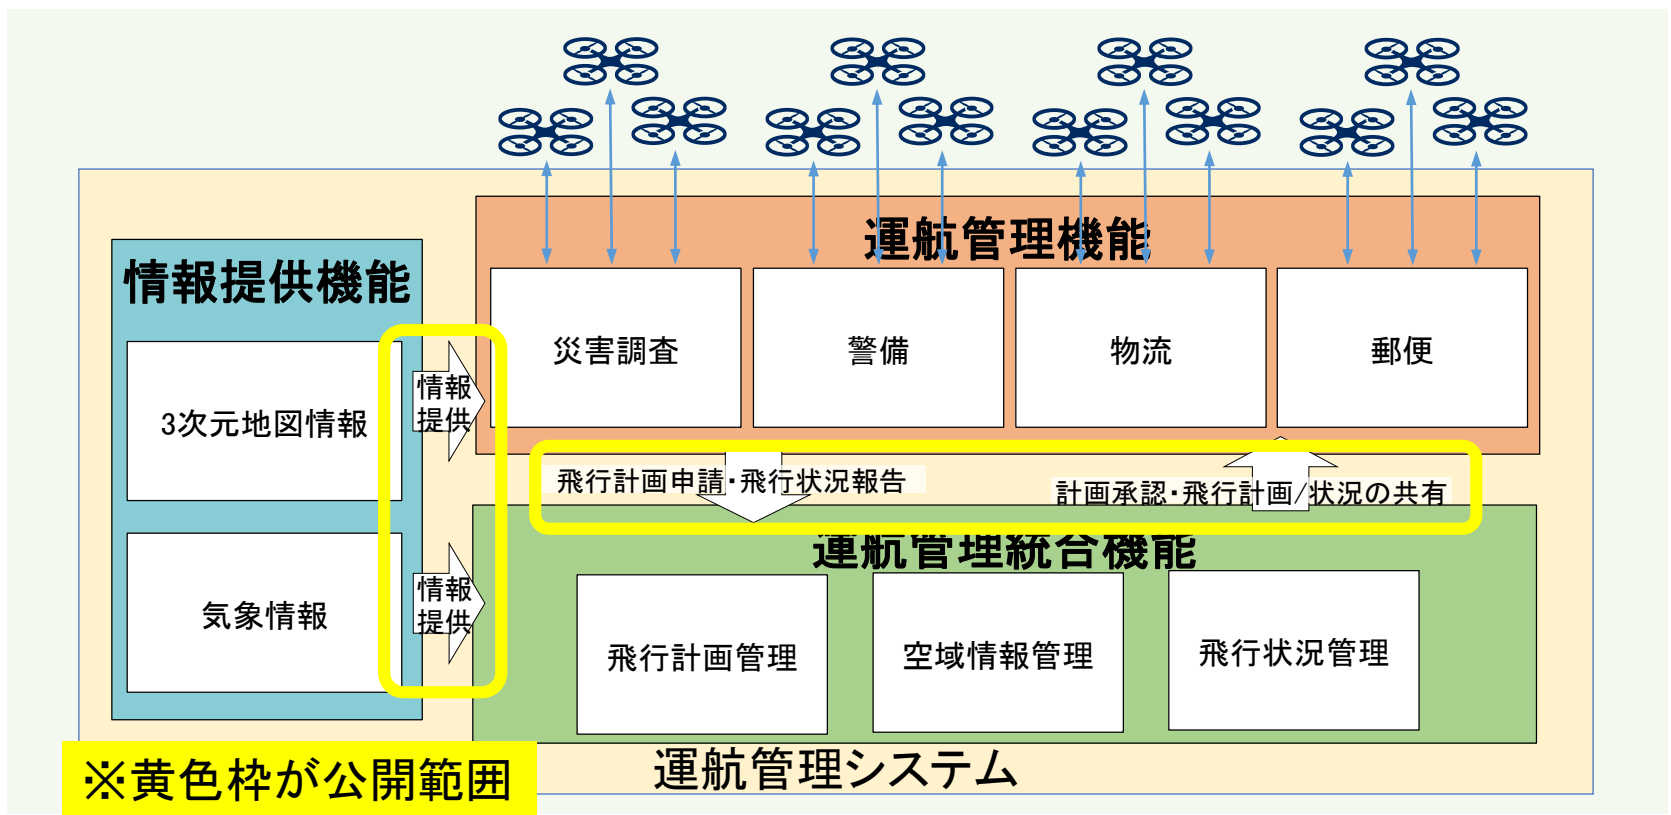 運航管理機能
情報提供機能
災害調査
警備
物流
郵便
3次元地図情報
情報
提供
飛行計画申請・飛行状況報告
計画承認・飛行計画/状況の共有
運航管理統合機能
気象情報
情報
提供
飛行計画管理
空域情報管理
飛行状況管理
運航管理システム
※黄色枠が公開範囲